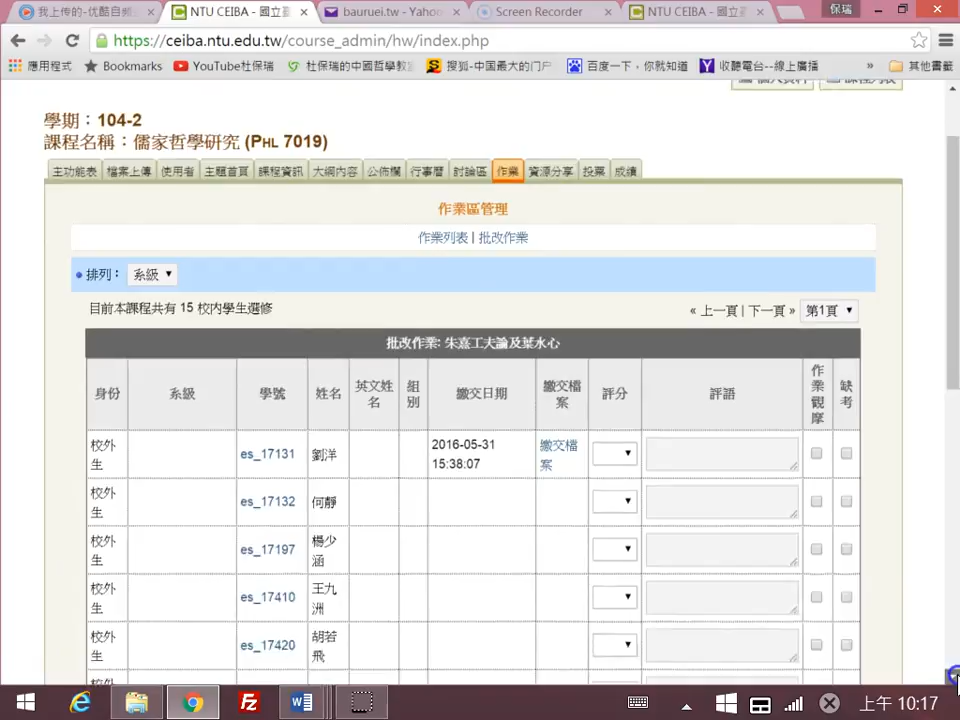 我上传的-优酷自频
NTU CEIBA - 國立臺
bauruei.tw - Yahoo
Screen Recorder
NTU CEIBA - 國立臺
保瑞
https://ceiba.ntu.edu.tw/course_admin/hw/index.php
應用程式
Bookmarks
YouTube杜保瑞
杜保瑞的中國哲學教
搜狐-中国最大的门户
百度一下,你就知道
收聽電台--線上廣播
»
其他書籤
個人資料
課程列表
學期:104-2
課程名稱:儒家哲學研究 (PHL 7019)
主功能表
檔案上傳
使用者
主題首頁
課程資訊
大綱內容
公佈欄
行事曆
討論區
作業
資源分享
投票
成績
作業區管理
作業列表 | 批改作業
排列: 系級
目前本課程共有 15 校內學生選修
« 上一頁 | 下一頁 » 第1頁
批改作業: 朱熹工夫論及葉水心
身份 系級 學號 姓名 英文姓名 組別 繳交日期 繳交檔案 評分 評語 作業觀摩 缺考
校外生 es_17131 劉洋 2016-05-31 15:38:07 繳交檔案
校外生 es_17132 何靜
校外生 es_17197 楊少涵
校外生 es_17410 王九洲
校外生 es_17420 胡若飛
校外
上午 10:17